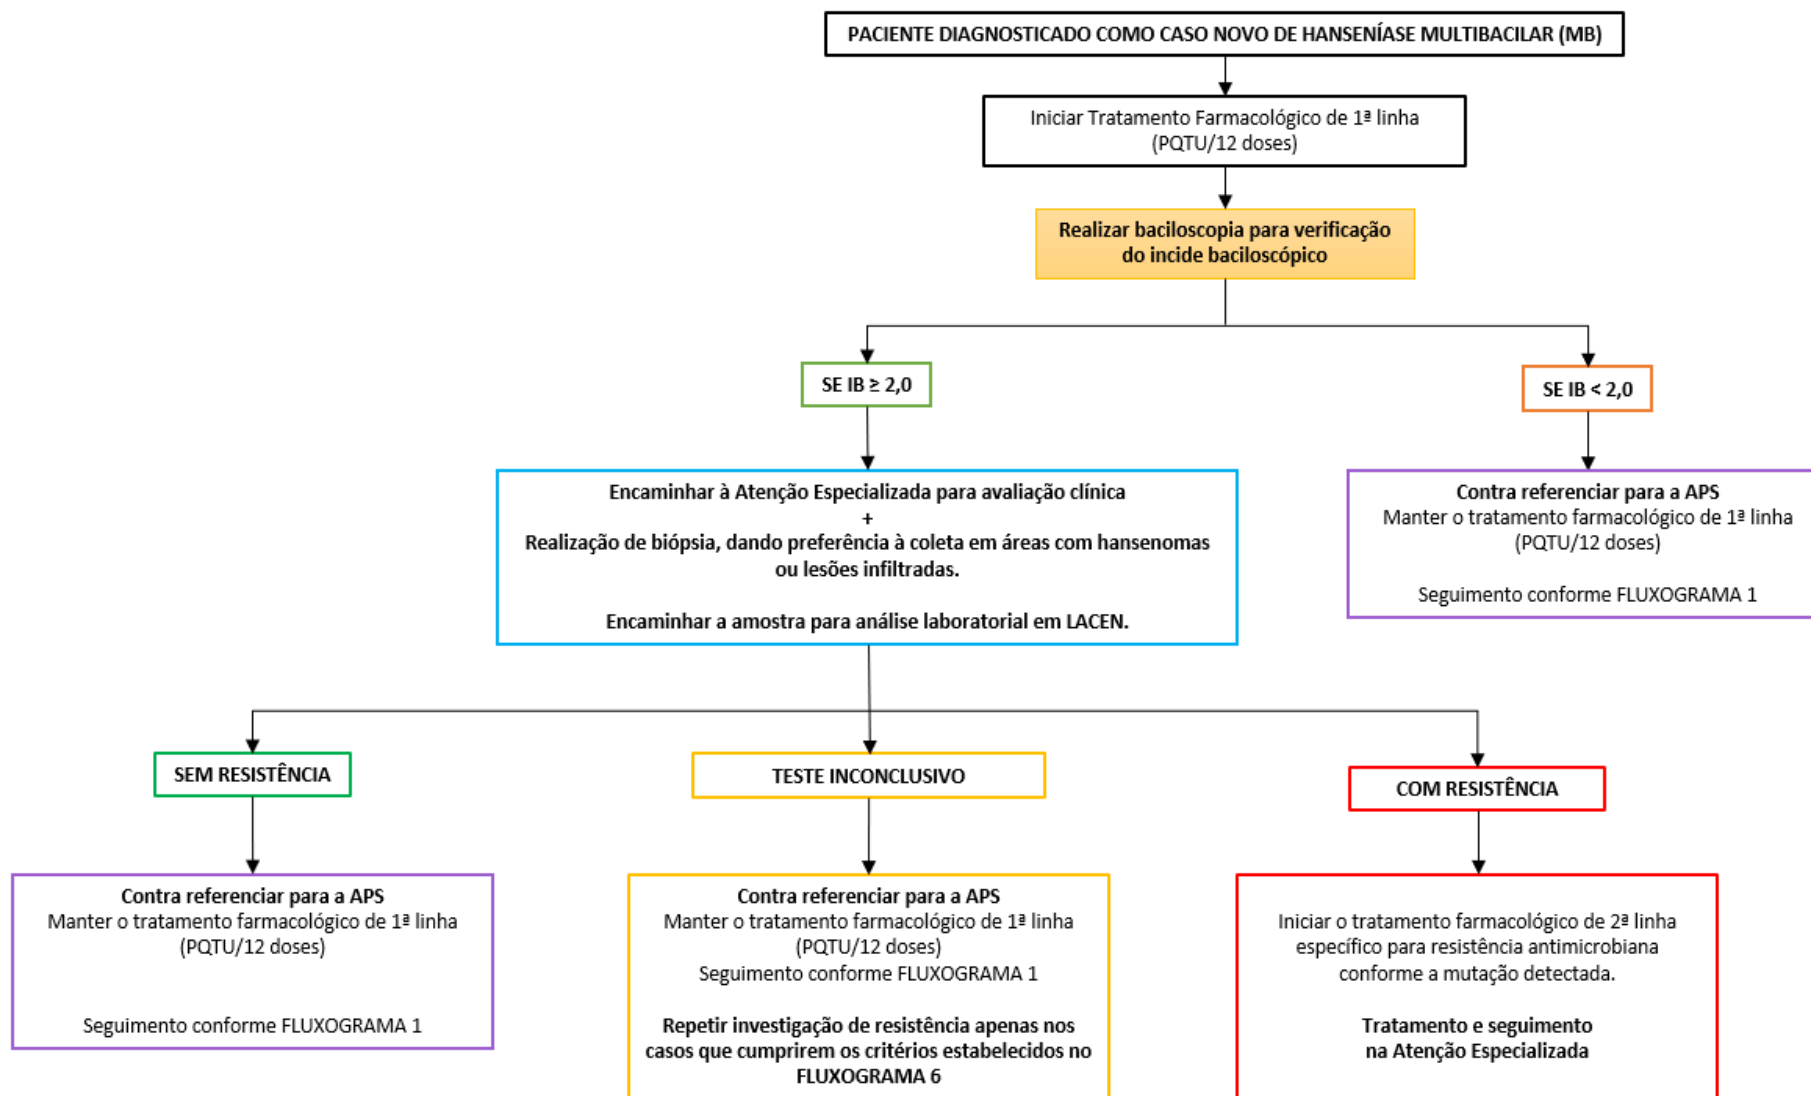 PACIENTE DIAGNOSTICADO COMO CASO NOVO DE HANSENÍASE MULTIBACILAR (MB)
Iniciar Tratamento Farmacológico de 1ª linha
(PQTU/12 doses)
Realizar baciloscopia para verificação
do incide baciloscópico
SE IB ≥ 2,0
SE IB < 2,0
Encaminhar à Atenção Especializada para avaliação clínica
+
Realização de biópsia, dando preferência à coleta em áreas com hansenomas
ou lesões infiltradas.
Encaminhar a amostra para análise laboratorial em LACEN.
Contra referenciar para a APS
Manter o tratamento farmacológico de 1ª linha
(PQTU/12 doses)
Seguimento conforme FLUXOGRAMA 1
SEM RESISTÊNCIA
TESTE INCONCLUSIVO
COM RESISTÊNCIA
Contra referenciar para a APS
Manter o tratamento farmacológico de 1ª linha
(PQTU/12 doses)
Seguimento conforme FLUXOGRAMA 1
Contra referenciar para a APS
Manter o tratamento farmacológico de 1ª linha
(PQTU/12 doses)
Seguimento conforme FLUXOGRAMA 1
Repetir investigação de resistência apenas nos
casos que cumprirem os critérios estabelecidos no
FLUXOGRAMA 6
Iniciar o tratamento farmacológico de 2ª linha
específico para resistência antimicrobiana
conforme a mutação detectada.
Tratamento e seguimento
na Atenção Especializada